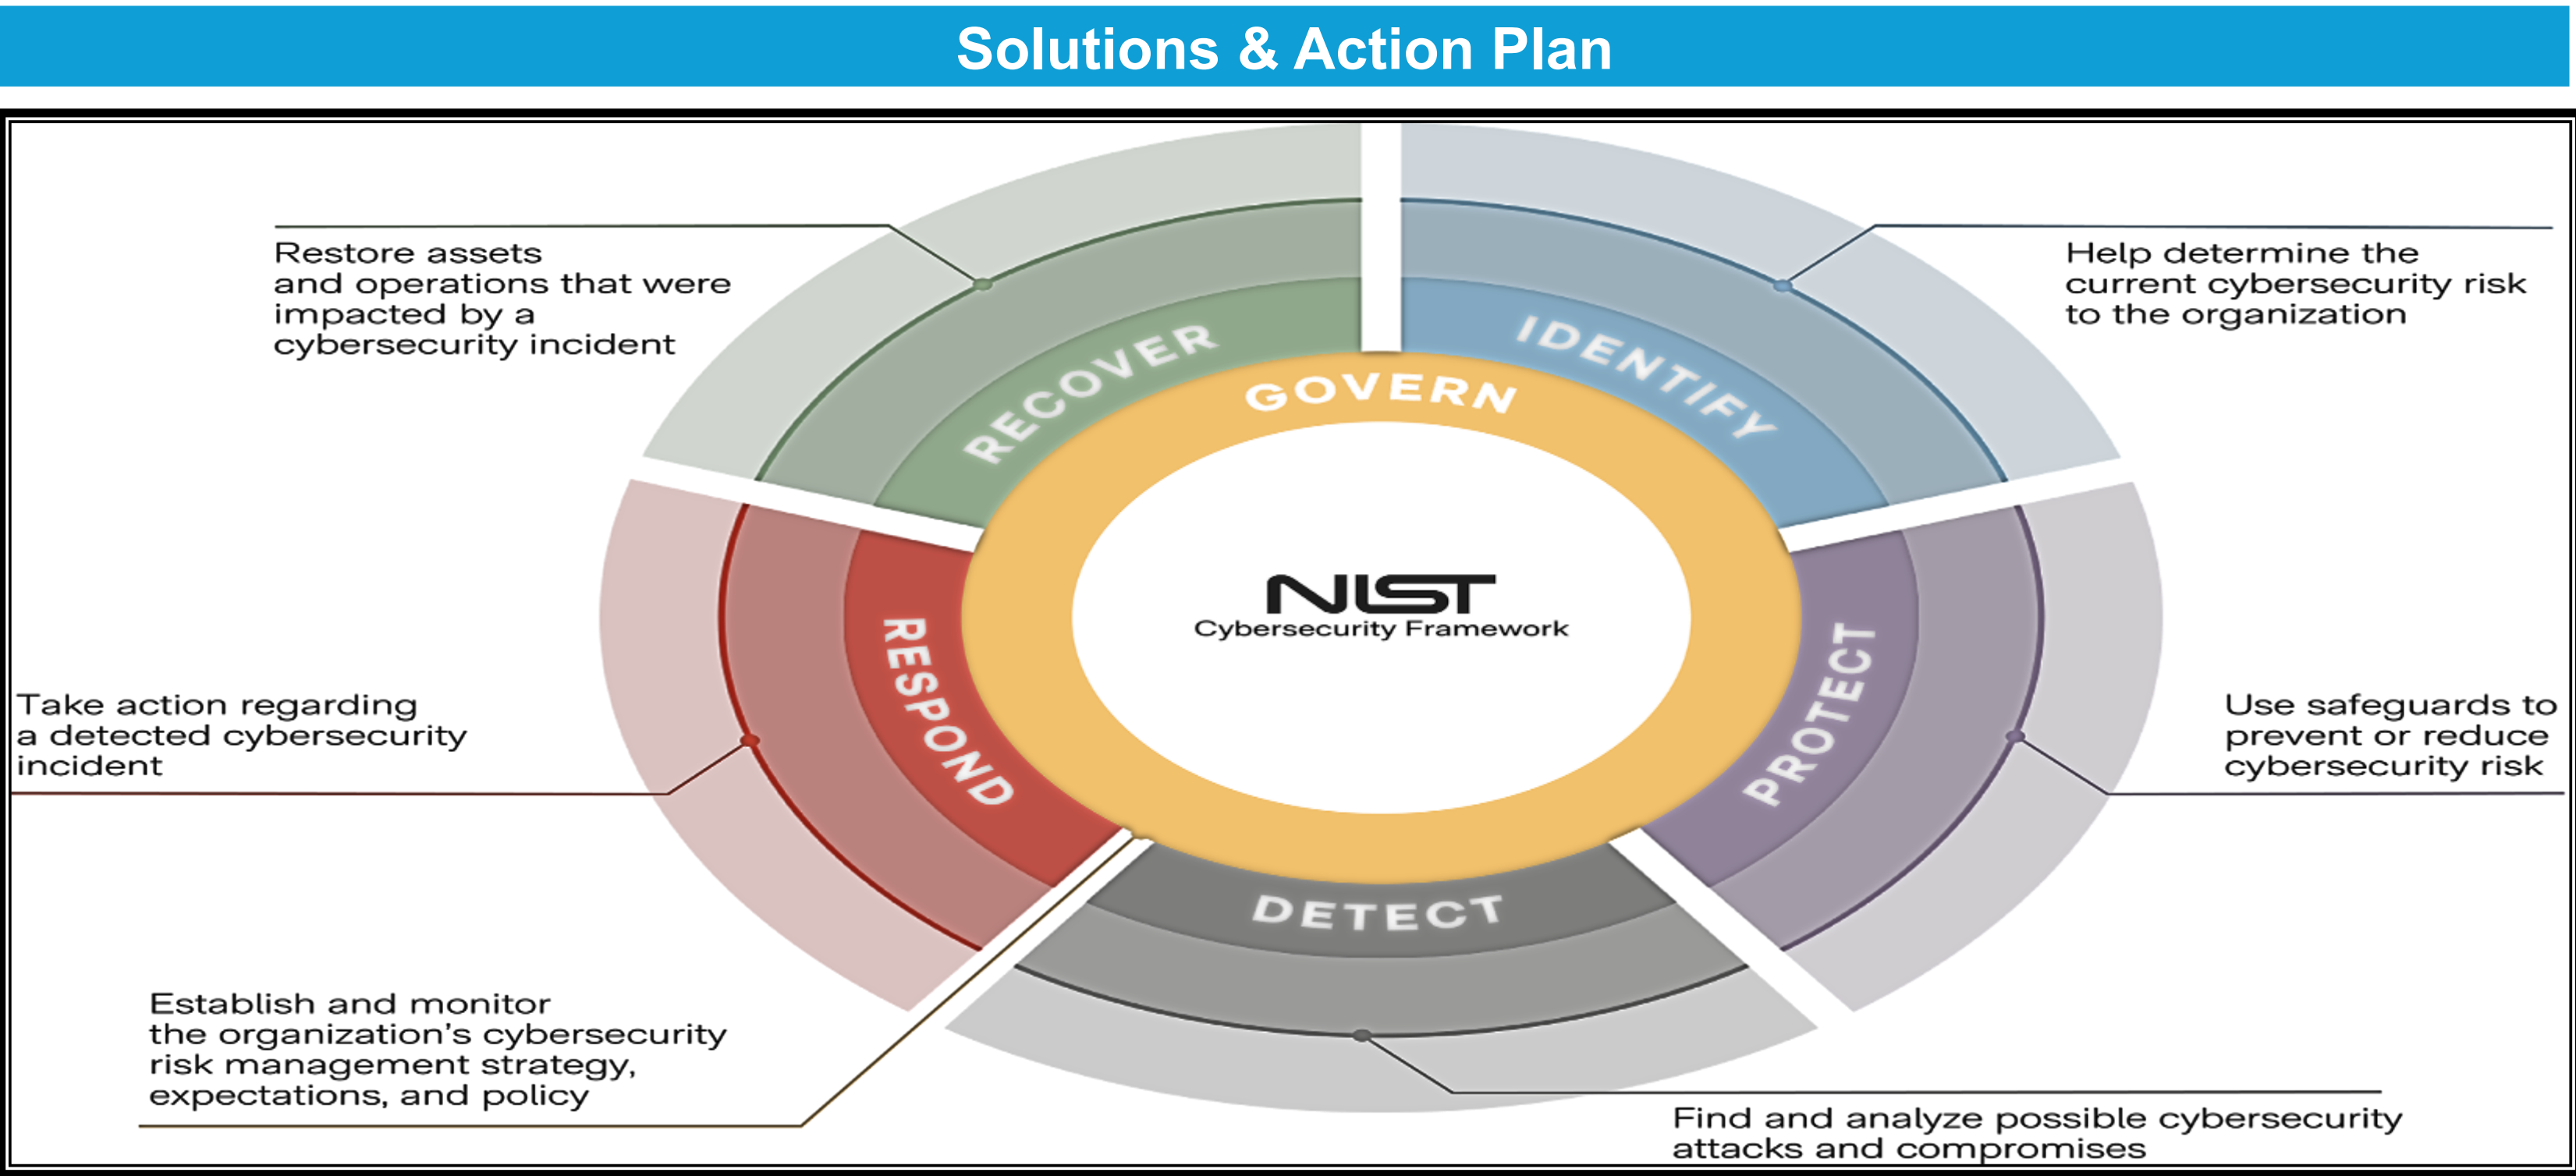 Solutions & Action Plan
Restore assets
and operations that were
impacted by a
cybersecurity incident
Help determine the
current cybersecurity risk
to the organization
RECOVER
GOVERN
IDENTIFY
NIST
Cybersecurity Framework
RESPOND
PROTECT
Take action regarding
a detected cybersecurity
incident
Use safeguards to
prevent or reduce
cybersecurity risk
DETECT
Establish and monitor
the organization's cybersecurity
risk management strategy,
expectations, and policy
Find and analyze possible cybersecurity
attacks and compromises